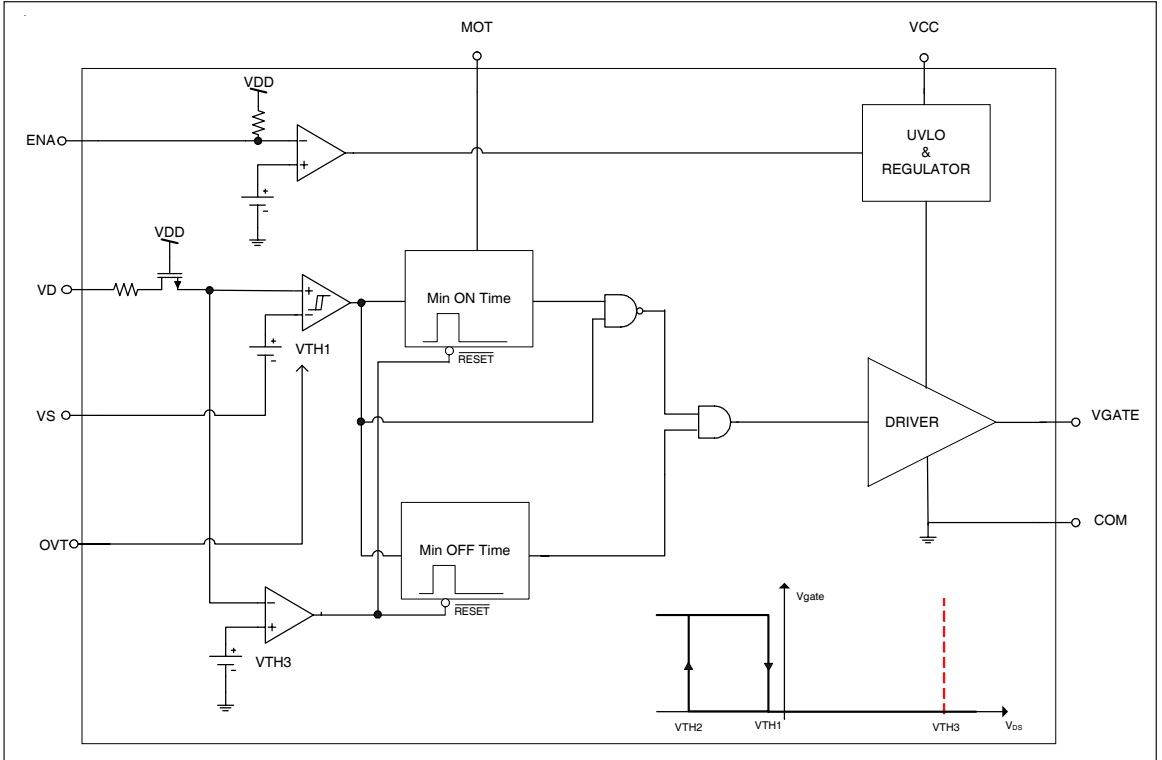 MOT
VCC
VDD
ENA
UVLO
&
REGULATOR
VDD
VD
Min ON Time
VTH1
RESET
VS
DRIVER
VGATE
COM
OVT
Min OFF Time
RESET
VTH3
Vgate
VTH2
VTH1
VTH3
VDS